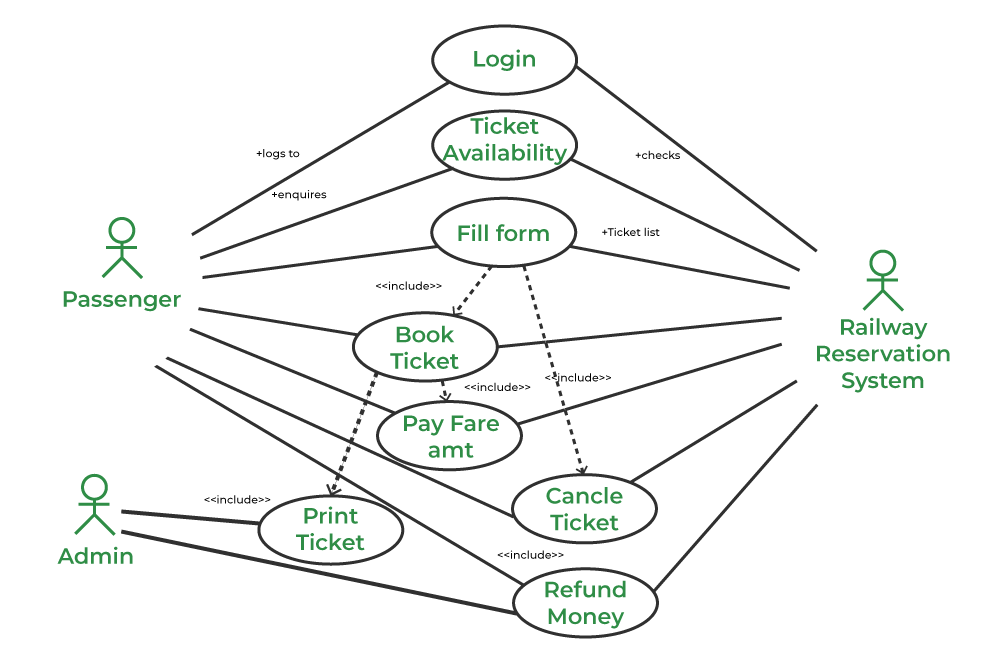 Login
Ticket
Availability
+logs to
+checks
+enquires
Fill form
+Ticket list
Passenger
<<include>>
Railway
Reservation
System
Book
Ticket
<<include>>
<<include>>
Pay Fare
amt
Cancle
Ticket
<<include>>
Print
Ticket
Admin
<<include>>
Refund
Money